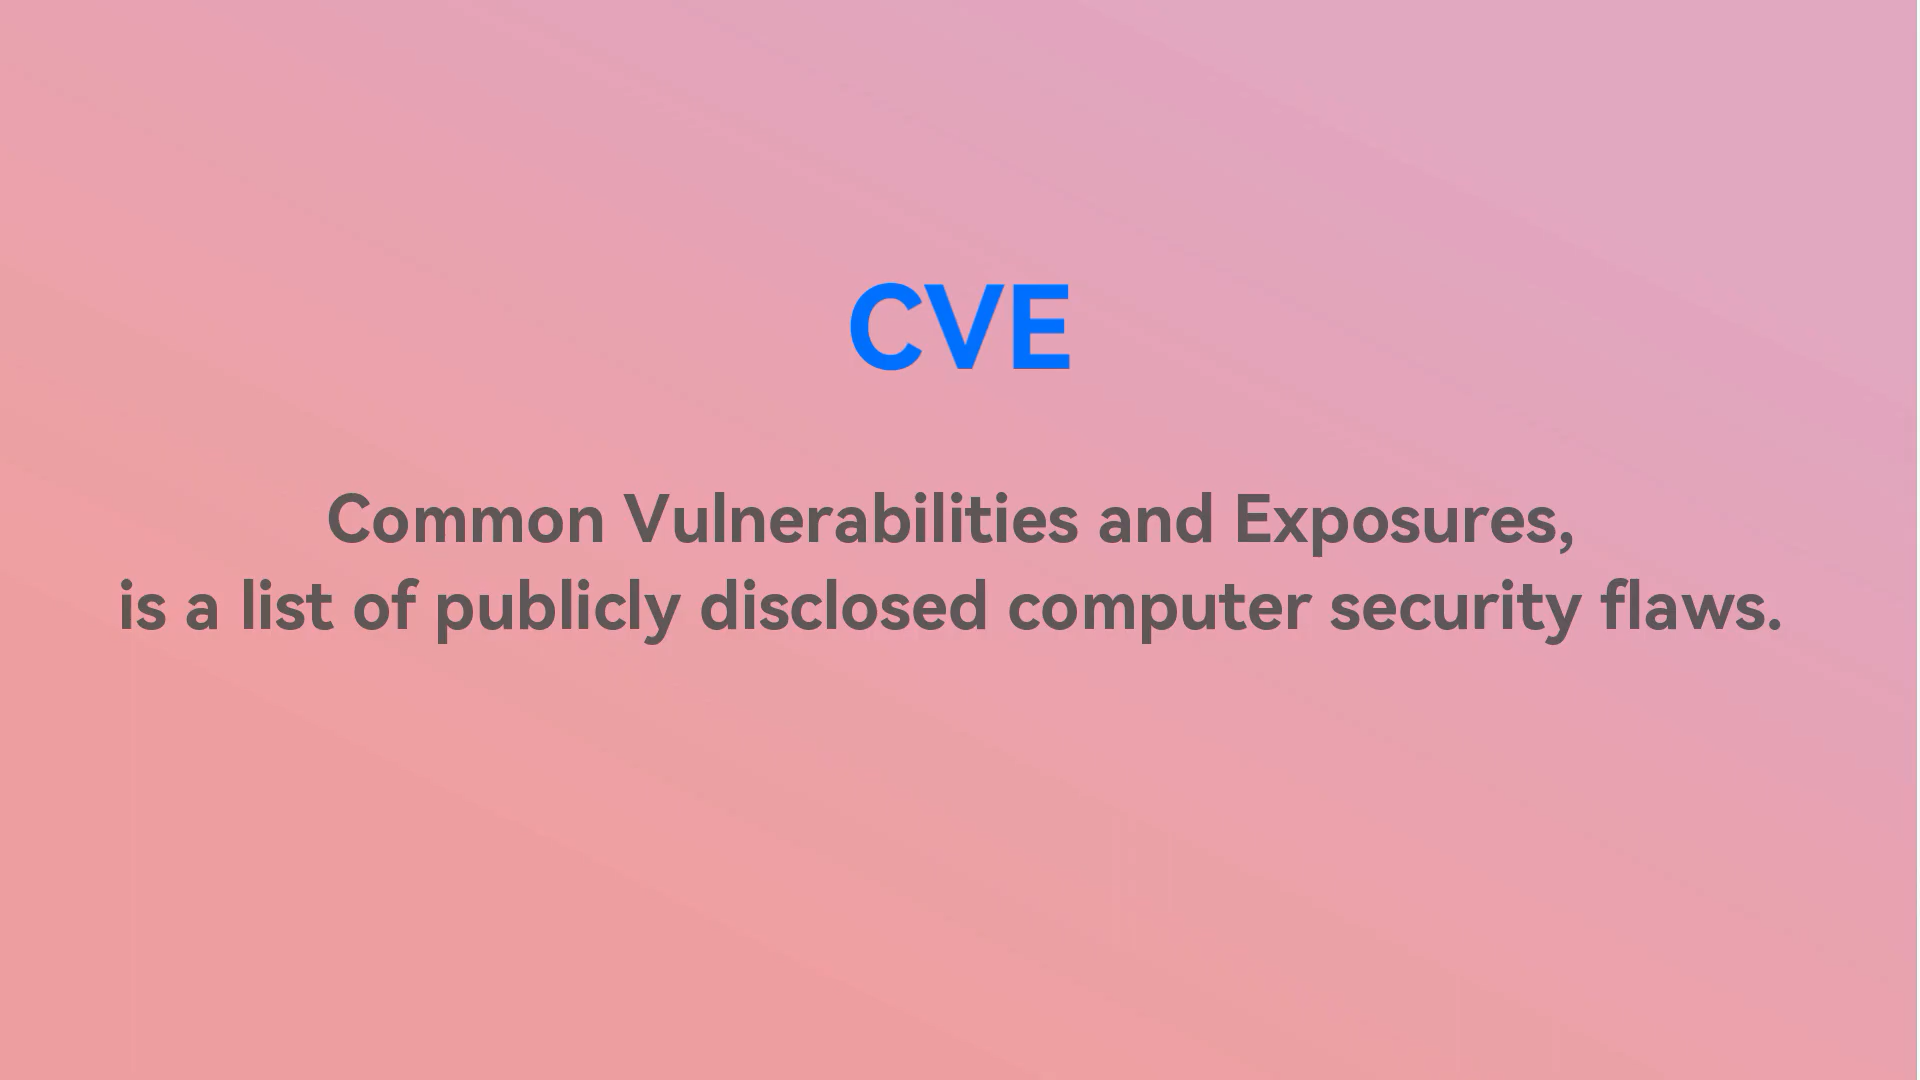 CVE
Common Vulnerabilities and Exposures,
is a list of publicly disclosed computer security flaws.